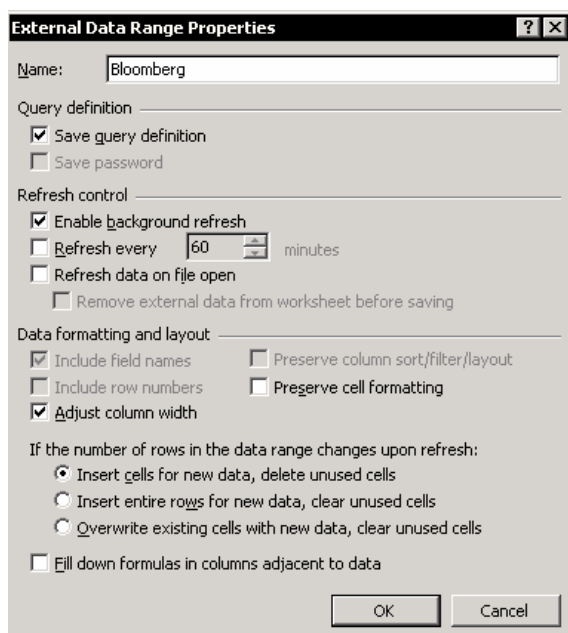 External Data Range Properties
Name: Bloomberg
Query definition
Save query definition
Save password
Refresh control
Enable background refresh
Refresh every 60 minutes
Refresh data on file open
Remove external data from worksheet before saving
Data formatting and layout
Include field names Preserve column sort/filter/layout
Include row numbers Preserve cell formatting
Adjust column width
If the number of rows in the data range changes upon refresh:
Insert cells for new data, delete unused cells
Insert entire rows for new data, clear unused cells
Overwrite existing cells with new data, clear unused cells
Fill down formulas in columns adjacent to data
OK Cancel